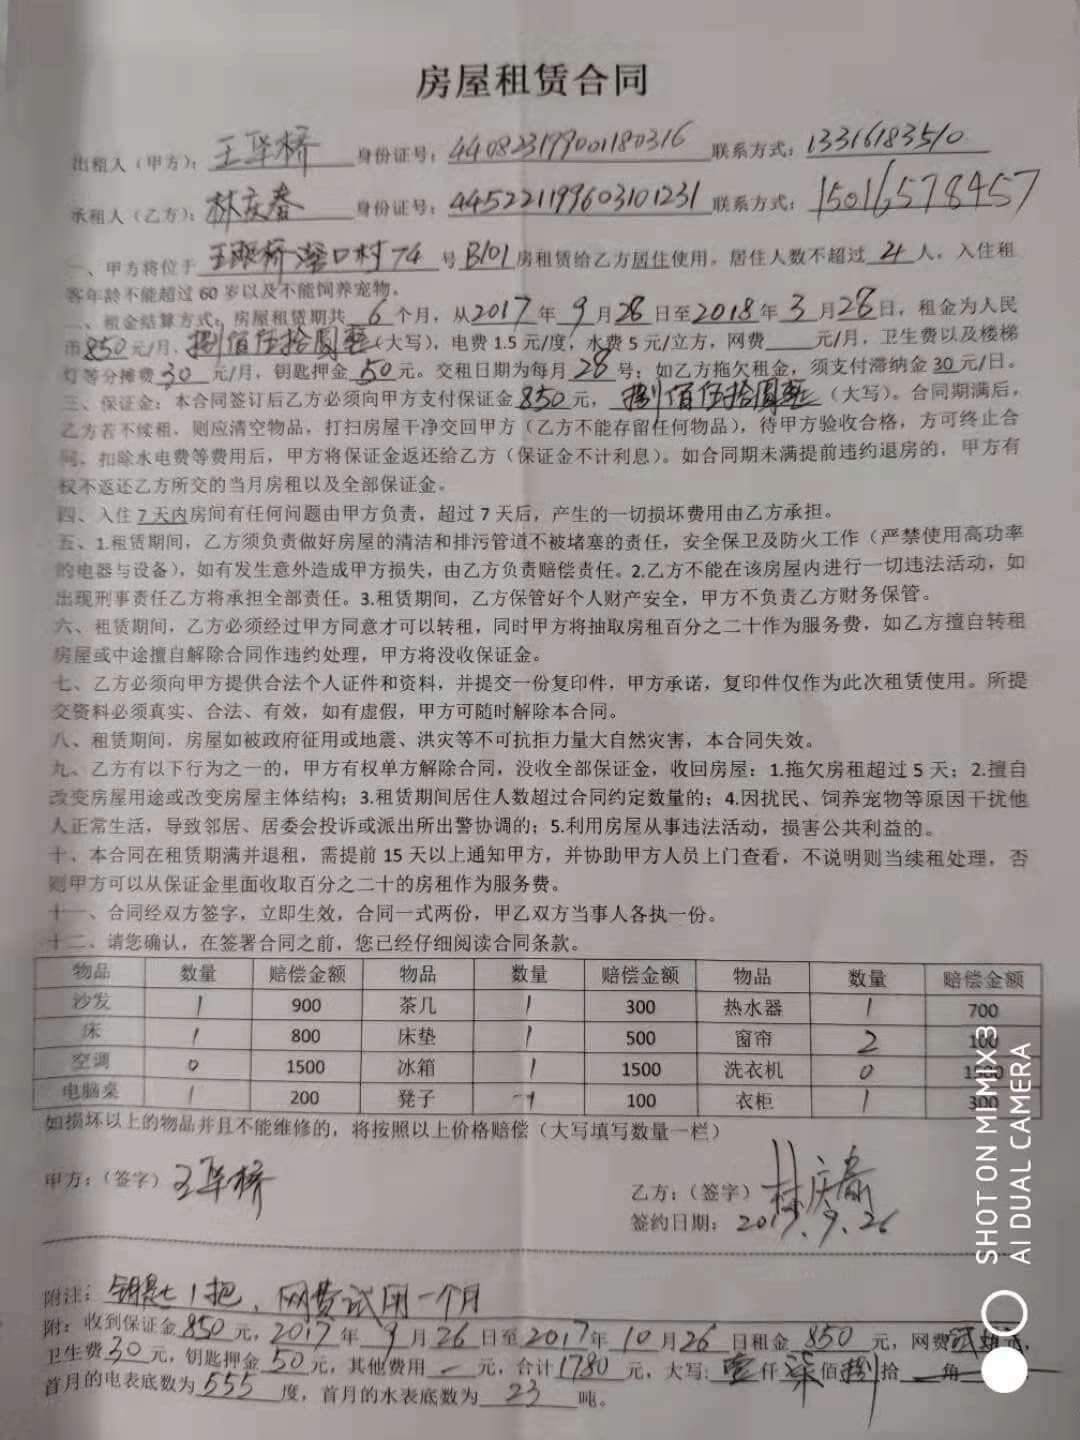 房屋租赁合同
出租人（甲方）：王华桥 身份证号：440823199001180316 联系方式：13316183510
承租人（乙方）：林庆春 身份证号：445221199603101231 联系方式：15016578457
一、甲方将位于 村74 号B101房租赁给乙方居住使用。居住人数不超过 4 人，入住租
客年龄不能超过 60 岁以及不能饲养宠物。
二、租金结算方式：房屋租赁期共 6 个月，从2017年 9 月28日至2018年 3 月28日，租金为人民
币850元/月，捌佰伍拾圆整（大写），电费 1.5 元/度，水费 5 元/立方，网费 元/月，卫生费以及楼梯
灯等分摊费30 元/月，钥匙押金50元。交租日期为每月28号；如乙方拖欠租金，须支付滞纳金 30 元/日。
三、保证金：本合同签订后乙方必须向甲方支付保证金850元，捌佰伍拾圆整（大写）。合同期满后，
乙方若不续租，则应清空物品，打扫房屋干净交回甲方（乙方不能存留任何物品），待甲方验收合格，方可终止合
同，扣除水电费等费用后，甲方将保证金返还给乙方（保证金不计利息）。如合同期未满提前违约退房的，甲方有
权不返还乙方所交的当月房租以及全部保证金。
四、入住 7 天内房间有任何问题由甲方负责，超过 7 天后，产生的一切损坏费用由乙方承担。
五、1.租赁期间，乙方须负责做好房屋的清洁和排污管道不被堵塞的责任，安全保卫及防火工作（严禁使用高功率
的电器与设备），如有发生意外造成甲方损失，由乙方负责赔偿责任。2.乙方不能在该房屋内进行一切违法活动，如
出现刑事责任乙方将承担全部责任。3.租赁期间，乙方保管好个人财产安全，甲方不负责乙方财务保管。
六、租赁期间，乙方必须经过甲方同意才可以转租，同时甲方将抽取房租百分之二十作为服务费，如乙方擅自转租
房屋或中途擅自解除合同作违约处理，甲方将没收保证金。
七、乙方必须向甲方提供合法个人证件和资料，并提交一份复印件，甲方承诺，复印件仅作为此次租赁使用。所提
交资料必须真实、合法、有效，如有虚假，甲方可随时解除本合同。
八、租赁期间，房屋如被政府征用或地震、洪灾等不可抗拒力量大自然灾害，本合同失效。
九、乙方有以下行为之一的，甲方有权单方解除合同，没收全部保证金，收回房屋：1.拖欠房租超过 5 天；2.擅自
改变房屋用途或改变房屋主体结构；3.租赁期间居住人数超过合同约定数量的；4.因扰民、饲养宠物等原因干扰他
人正常生活，导致邻居、居委会投诉或派出所出警协调的；5.利用房屋从事违法活动，损害公共利益的。
十、本合同在租赁期满并退租，需提前 15 天以上通知甲方，并协助甲方人员上门查看，不说明则当续租处理，否
则甲方可以从保证金里面收取百分之二十的房租作为服务费。
十一、合同经双方签字，立即生效，合同一式两份，甲乙双方当事人各执一份。
十二、请您确认，在签署合同之前，您已经仔细阅读合同条款。
物品 数量 赔偿金额 物品 数量 赔偿金额 物品 数量 赔偿金额
沙发 1 900 茶几 1 300 热水器 1 700
床 1 800 床垫 1 500 窗帘 2 100
空调 0 1500 冰箱 1 1500 洗衣机 0 1500
电脑桌 1 200 凳子 1 100 衣柜 1 300
如损坏以上的物品并且不能维修的，将按照以上价格赔偿（大写填写数量一栏）
甲方：（签字）王华桥
乙方：（签字）林庆春
签约日期：2017.9.26
附注：钥匙1把、网费试用一个月
附：收到保证金850元，2017年 9 月26日至2017年10月26日租金850元，网费
卫生费30元，钥匙押金50元，其他费用 — 元，合计1780元，大写：壹仟柒佰捌拾 — 角
首月的电表底数为555度，首月的水表底数为 23 吨。
SHOT ON MI MIX 3
AI DUAL CAMERA